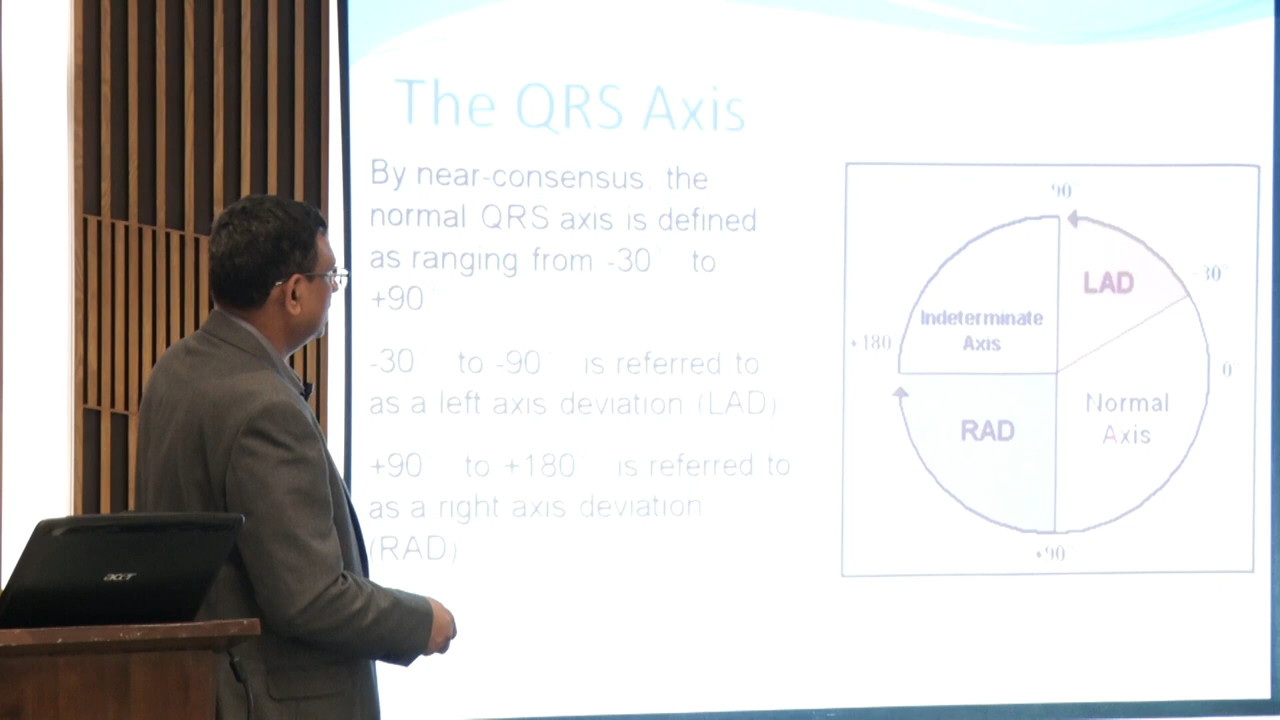 The QRS Axis
By near-consensus, the
normal QRS axis is defined
as ranging from -30° to
+90°
-30° to -90° is referred to
as a left axis deviation (LAD)
+90° to +180° is referred to
as a right axis deviation
(RAD)
90
LAD
-30°
Indeterminate
Axis
+180
0°
Normal
Axis
RAD
+90
acer